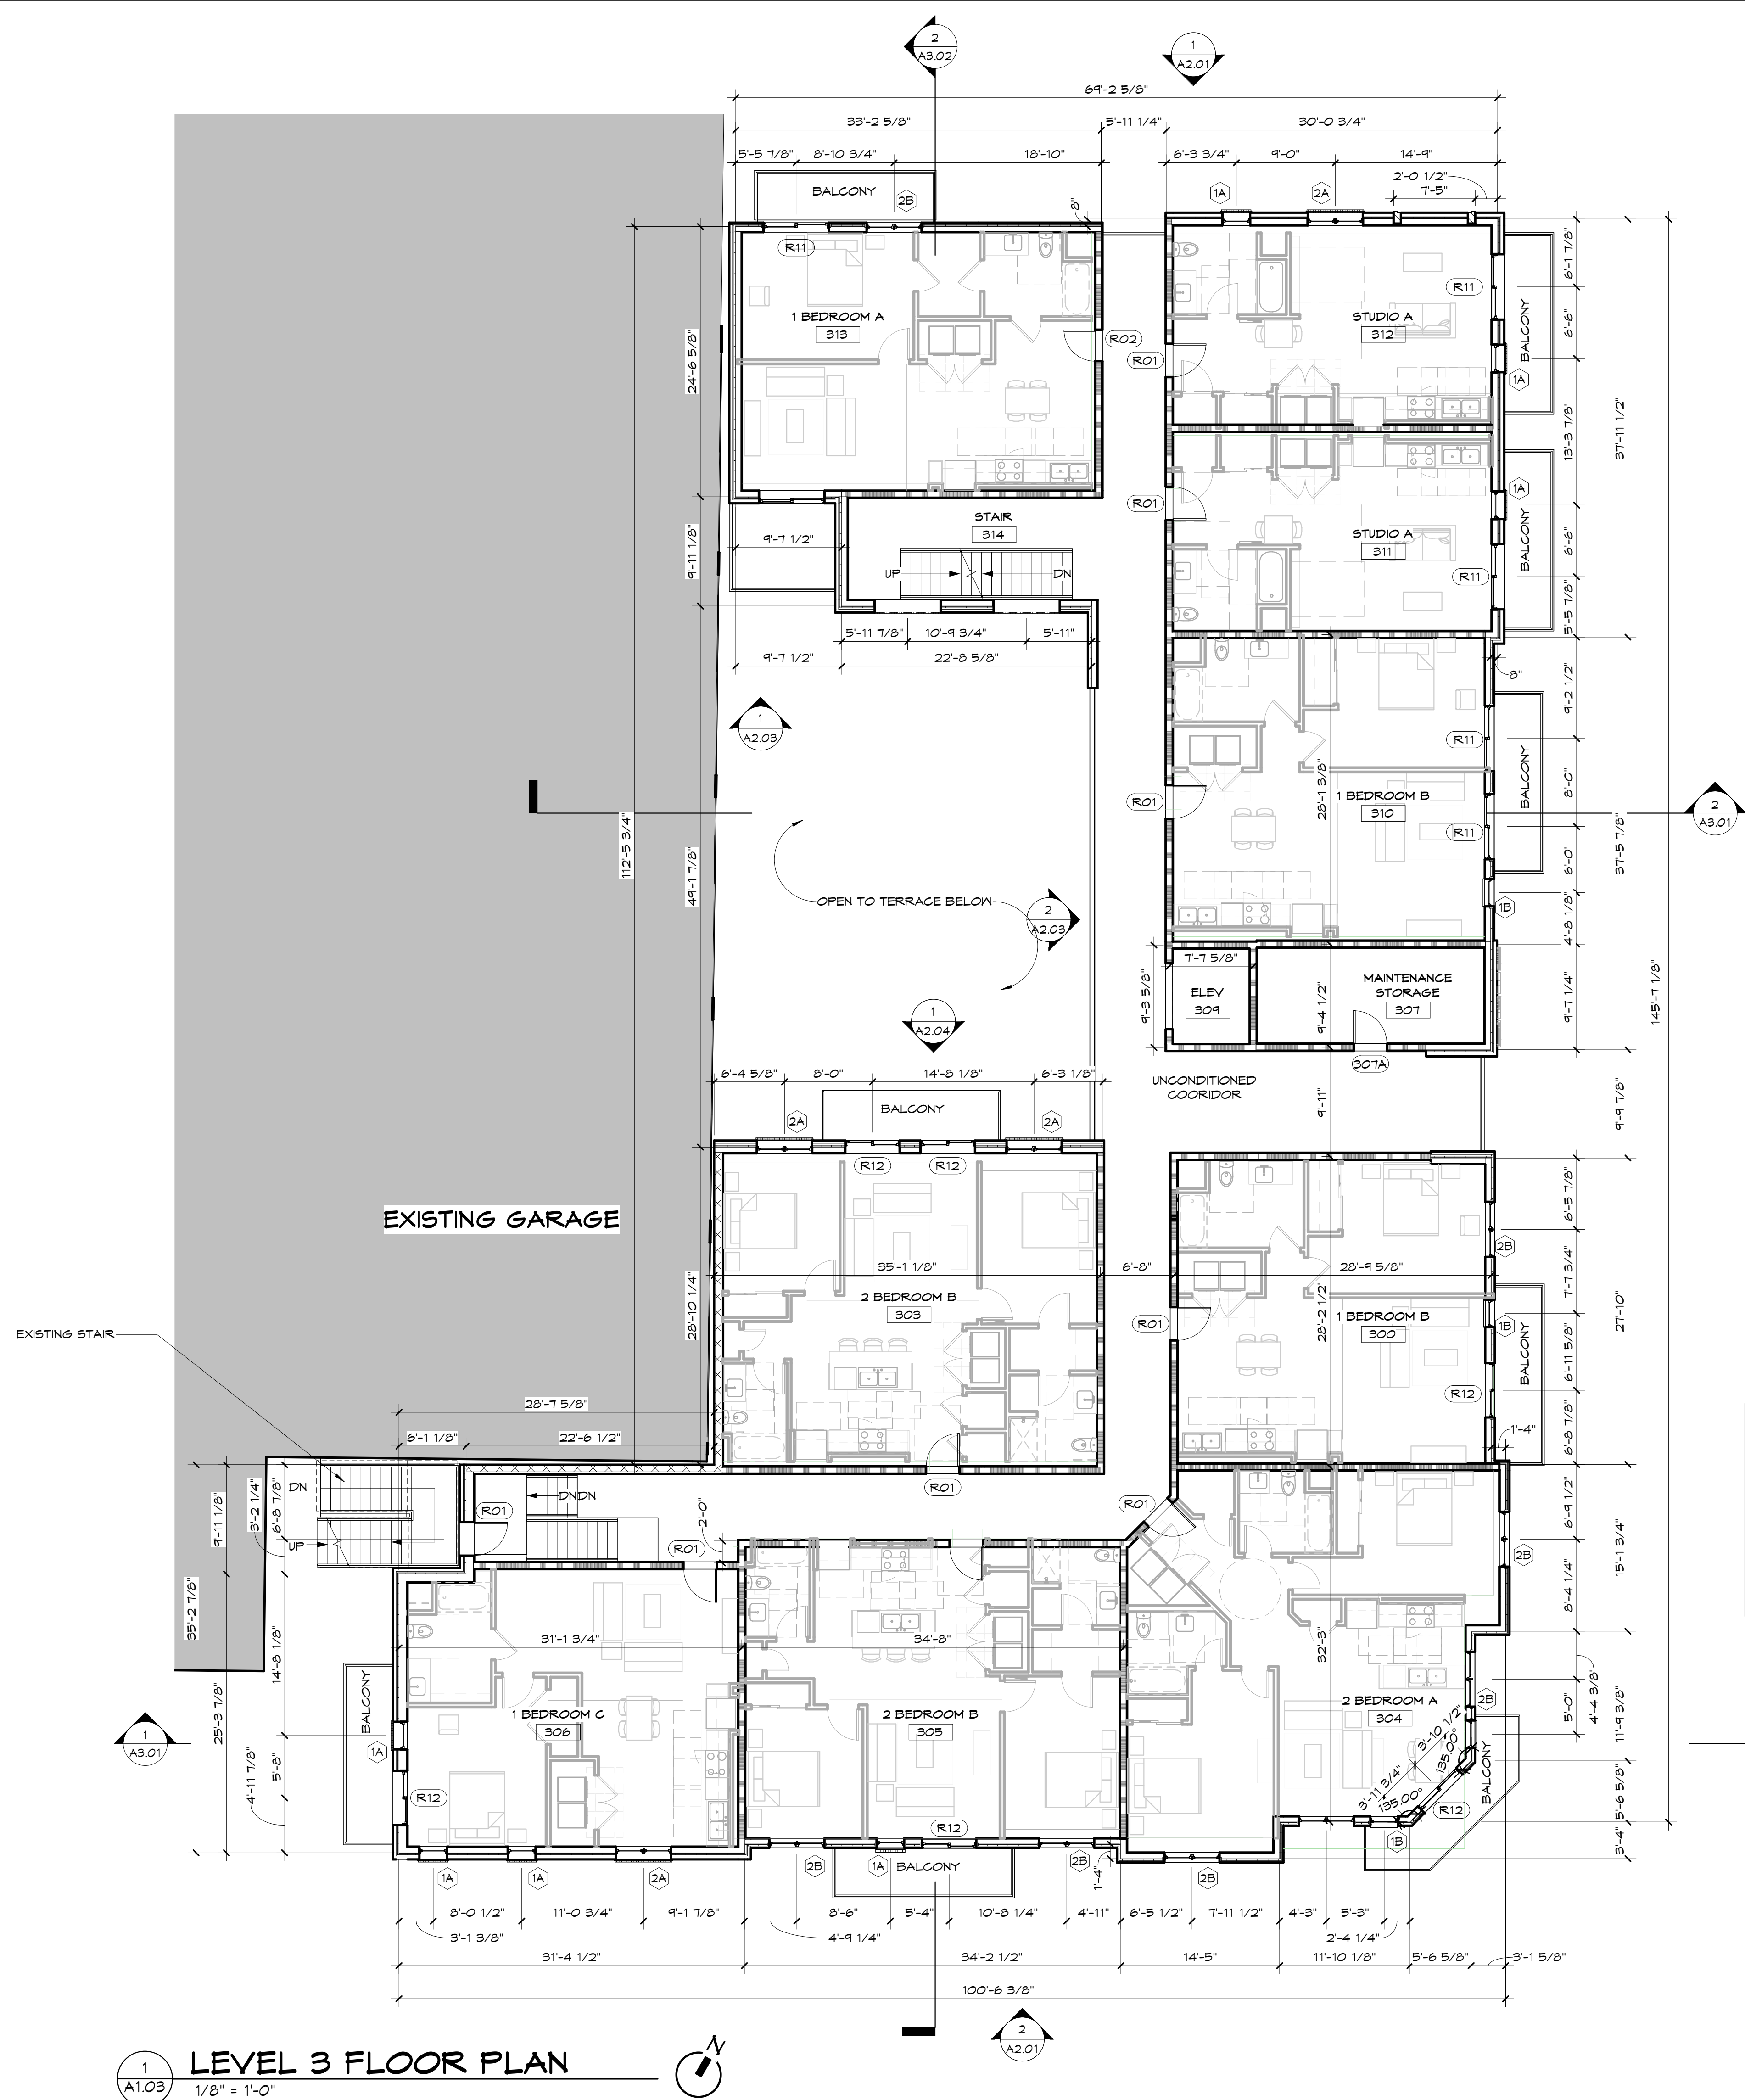 2
A3.02
1
A2.01
69'-2 5/8"
33'-2 5/8"
5'-11 1/4"
30'-0 3/4"
5'-5 7/8"
8'-10 3/4"
18'-10"
6'-3 3/4"
9'-0"
14'-9"
2'-0 1/2"
7'-5"
BALCONY
2B
1A
2A
8"
R11
1 BEDROOM A
313
R02
R01
STUDIO A
312
R11
BALCONY
1A
6'-1 7/8"
6'-6"
13'-3 7/8"
37'-11 1/2"
24'-6 5/8"
R01
STUDIO A
311
R11
1A
BALCONY
6'-6"
5'-5 7/8"
STAIR
314
UP
DN
9'-7 1/2"
9'-11 1/8"
5'-11 7/8"
10'-9 3/4"
5'-11"
9'-7 1/2"
22'-8 5/8"
8"
9'-2 1/2"
1
A2.03
R11
BALCONY
8'-0"
R01
28'-1 3/8"
1 BEDROOM B
310
R11
2
A3.01
6'-0"
37'-5 7/8"
112'-5 3/4"
49'-1 7/8"
OPEN TO TERRACE BELOW
2
A2.03
1B
4'-8 1/8"
7'-7 5/8"
9'-3 5/8"
ELEV
309
9'-4 1/2"
MAINTENANCE
STORAGE
307
9'-7 1/4"
145'-7 1/8"
1
A2.04
307A
6'-4 5/8"
8'-0"
14'-8 1/8"
6'-3 1/8"
UNCONDITIONED
COORIDOR
9'-11"
9'-9 7/8"
BALCONY
2A
2A
R12
R12
EXISTING GARAGE
6'-5 7/8"
2B
35'-1 1/8"
6'-8"
28'-9 5/8"
7'-7 3/4"
2 BEDROOM B
303
28'-10 1/4"
R01
28'-2 1/2"
1 BEDROOM B
300
1B
BALCONY
27'-10"
6'-11 5/8"
R12
EXISTING STAIR
28'-7 5/8"
6'-1 1/8"
22'-6 1/2"
1'-4"
6'-8 7/8"
DN
R01
DNDN
R01
R01
2'-0"
R01
UP
6'-8 7/8"
3'-2 1/4"
9'-11 1/8"
35'-2 7/8"
6'-9 1/2"
2B
15'-1 3/4"
8'-4 1/4"
14'-8 1/8"
25'-3 7/8"
31'-1 3/4"
34'-8"
32'-3"
BALCONY
1 BEDROOM C
306
2 BEDROOM B
305
2 BEDROOM A
304
2B
5'-0"
4'-4 3/8"
11'-9 3/8"
1
A3.01
1A
5'-8"
4'-11 7/8"
R12
R12
3'-10 1/2"
135.00°
3'-11 3/4"
135.00°
R12
BALCONY
5'-6 5/8"
3'-4"
1B
1A
1A
2A
2B
1A
BALCONY
2B
1'-4"
2B
8'-0 1/2"
11'-0 3/4"
9'-1 7/8"
8'-6"
5'-4"
10'-8 1/4"
4'-11"
6'-5 1/2"
7'-11 1/2"
4'-3"
5'-3"
3'-1 3/8"
4'-9 1/4"
2'-4 1/4"
31'-4 1/2"
34'-2 1/2"
14'-5"
11'-10 1/8"
5'-6 5/8"
3'-1 5/8"
100'-6 3/8"
2
A2.01
N
1
A1.03
LEVEL 3 FLOOR PLAN
1/8" = 1'-0"